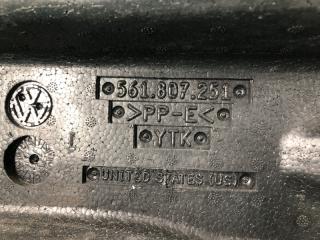 561.807.251
>PP-E<
YTK
UNITED STATES (US)